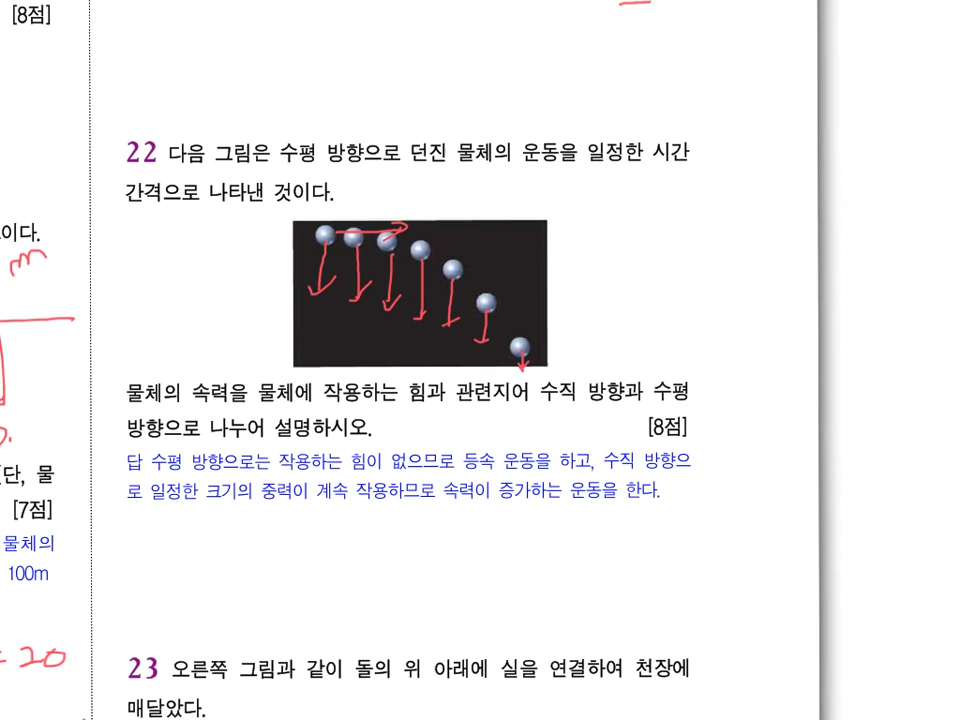 [8점]
22 다음 그림은 수평 방향으로 던진 물체의 운동을 일정한 시간
간격으로 나타낸 것이다.
이다.
m
물체의 속력을 물체에 작용하는 힘과 관련지어 수직 방향과 수평
방향으로 나누어 설명하시오. [8점]
답 수평 방향으로는 작용하는 힘이 없으므로 등속 운동을 하고, 수직 방향으
로 일정한 크기의 중력이 계속 작용하므로 속력이 증가하는 운동을 한다.
(단, 물
[7점]
물체의
100m
= 20
23 오른쪽 그림과 같이 돌의 위 아래에 실을 연결하여 천장에
매달았다.